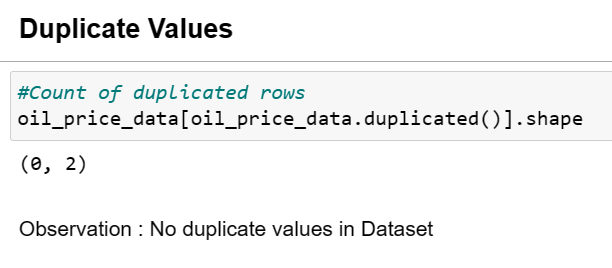 Duplicate Values
#Count of duplicated rows
oil_price_data[oil_price_data.duplicated()].shape
(0, 2)
Observation : No duplicate values in Dataset